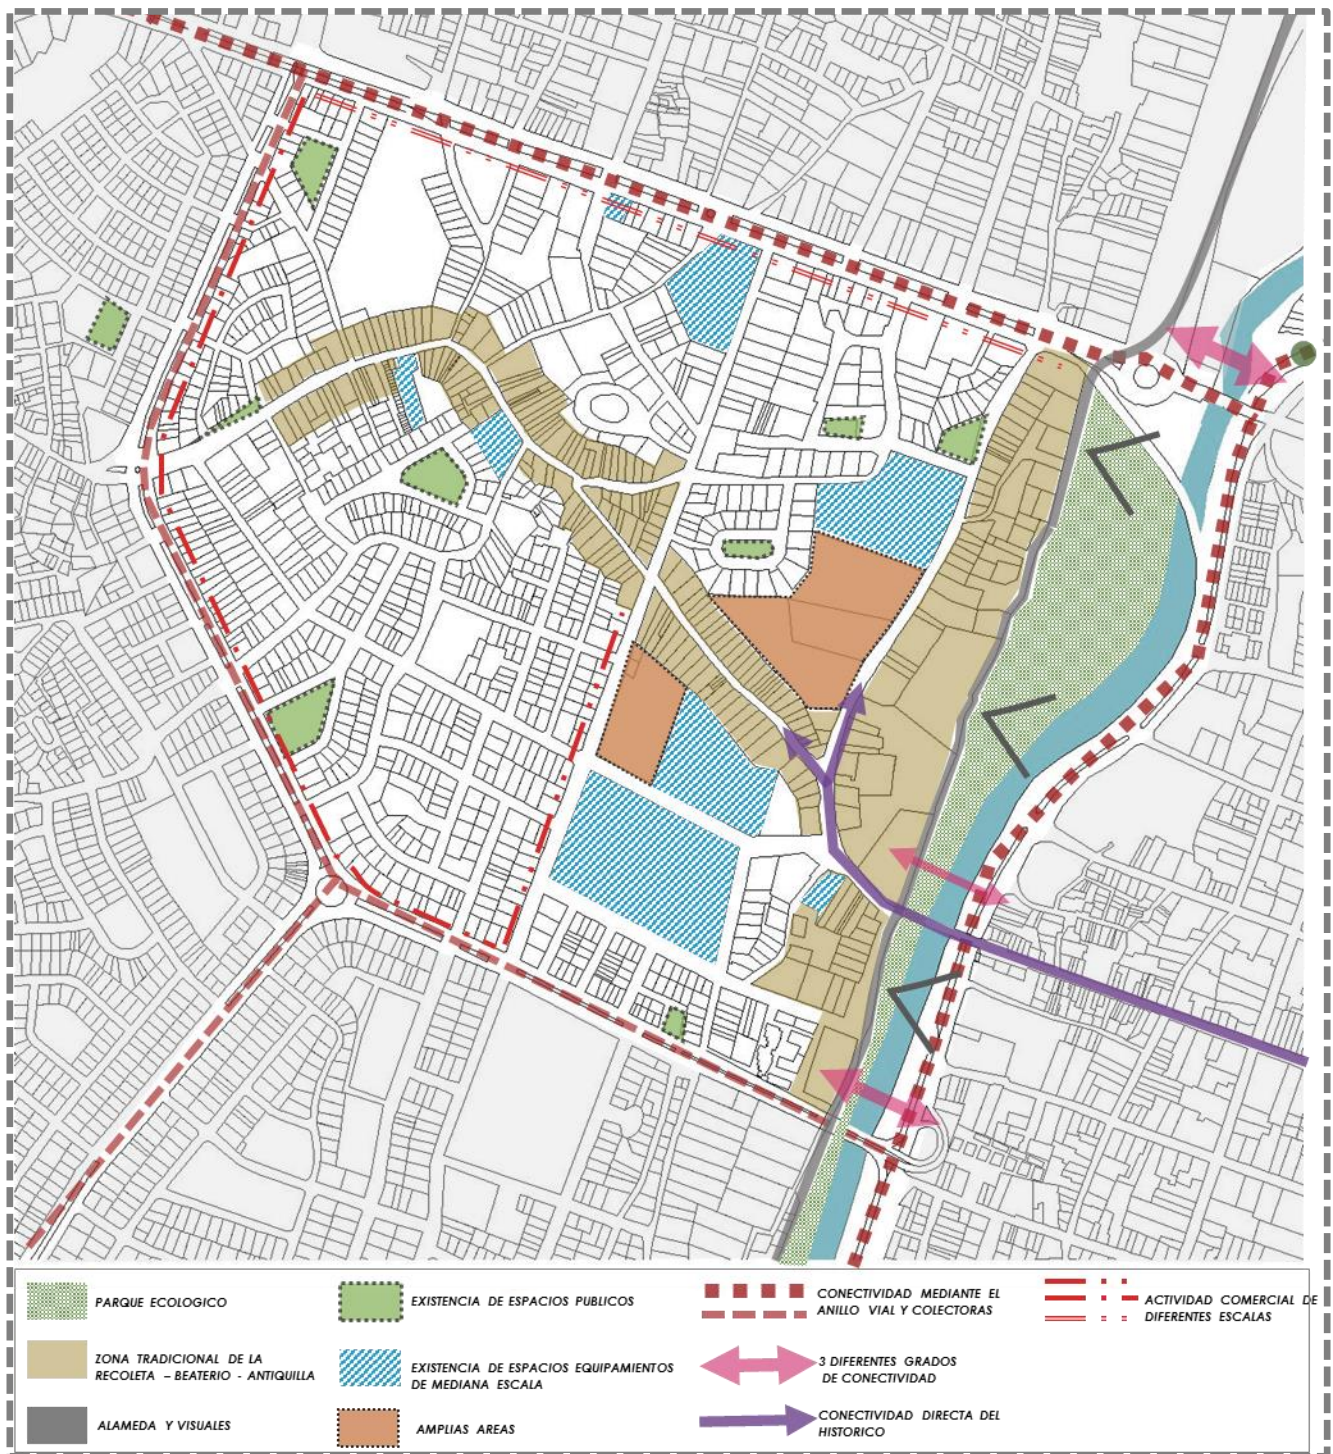 PARQUE ECOLOGICO
ZONA TRADICIONAL DE LA
RECOLETA – BEATERIO - ANTIQUILLA
ALAMEDA Y VISUALES
EXISTENCIA DE ESPACIOS PUBLICOS
EXISTENCIA DE ESPACIOS EQUIPAMIENTOS
DE MEDIANA ESCALA
AMPLIAS AREAS
CONECTIVIDAD MEDIANTE EL
ANILLO VIAL Y COLECTORAS
3 DIFERENTES GRADOS
DE CONECTIVIDAD
CONECTIVIDAD DIRECTA DEL
HISTORICO
ACTIVIDAD COMERCIAL DE
DIFERENTES ESCALAS